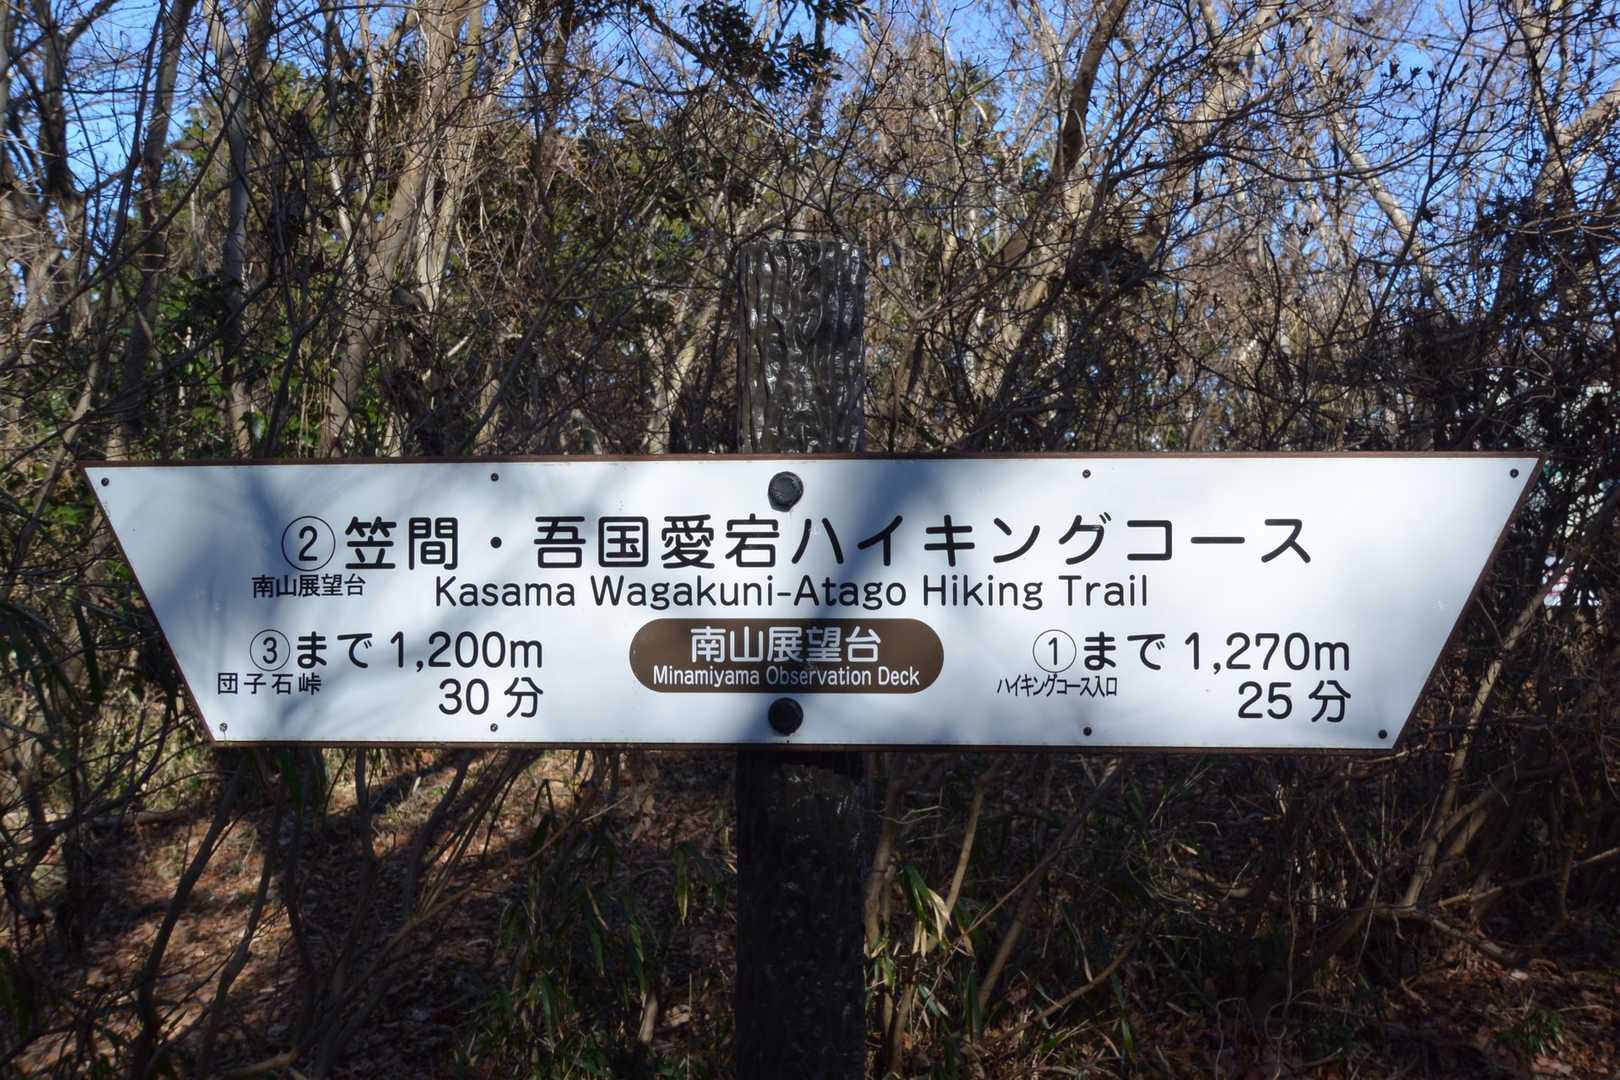 ②笠間・吾国愛宕ハイキングコース
南山展望台
Kasama Wagakuni-Atago Hiking Trail
③まで 1,200m
団子石峠
30 分
南山展望台
Minamiyama Observation Deck
①まで 1,270m
ハイキングコース入口
25 分